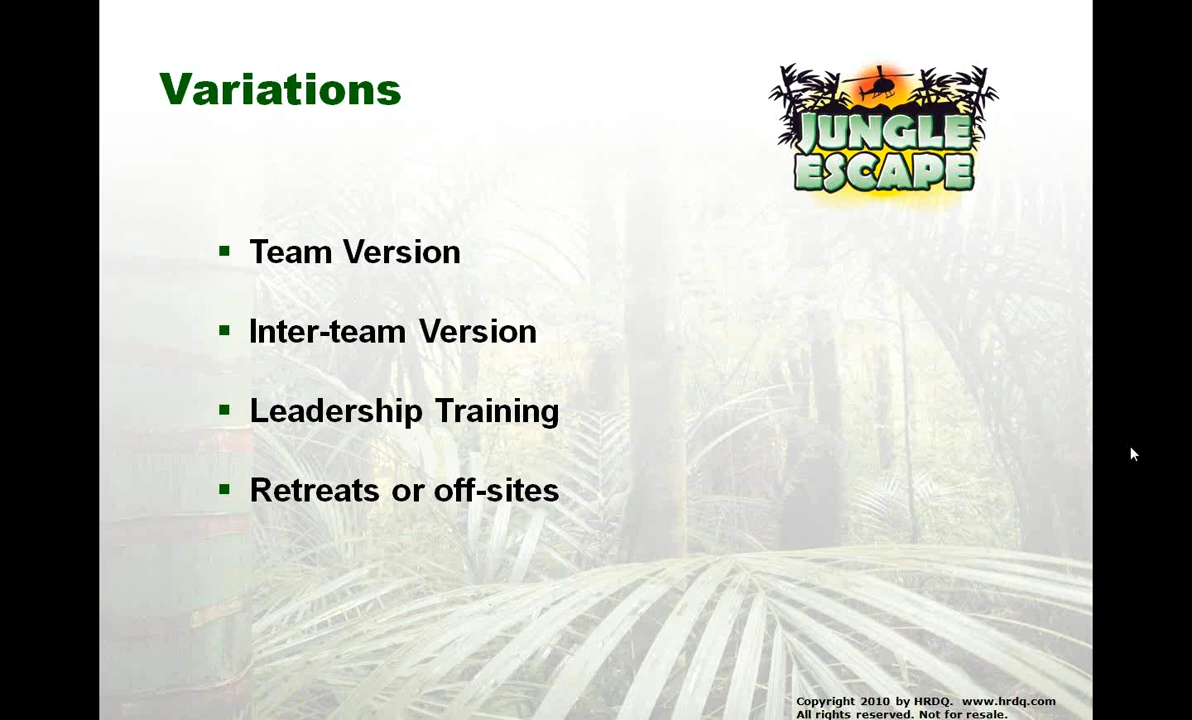 Variations
JUNGLE
ESCAPE
Team Version
Inter-team Version
Leadership Training
Retreats or off-sites
Copyright 2010 by HRDQ. www.hrdq.com
All rights reserved. Not for resale.